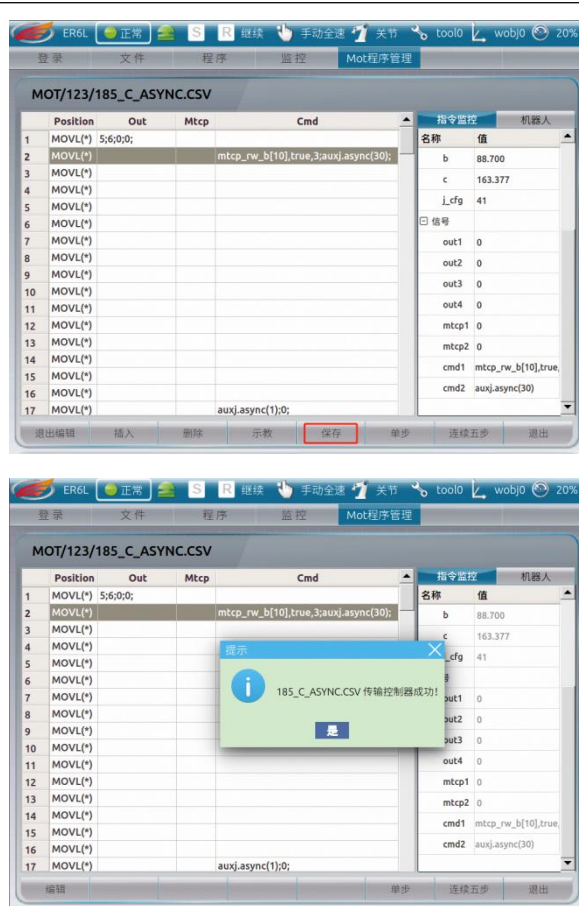 ER6L 正常 S R 继续 手动全速 关节 tool0 wobj0 20%
登录 文件 程序 监控 Mot程序管理
MOT/123/185_C_ASYNC.CSV
指令监控 机器人
Position Out Mtcp Cmd
名称 值
1 MOVL(*) 5;6;0;0;
b 88.700
2 MOVL(*) mtcp_rw_b[10],true,3;auxj.async(30);
3 MOVL(*)
c 163.377
4 MOVL(*)
j_cfg 41
5 MOVL(*)
6 MOVL(*)
信号
7 MOVL(*)
out1 0
8 MOVL(*)
9 MOVL(*)
out2 0
10 MOVL(*)
out3 0
11 MOVL(*)
out4 0
12 MOVL(*)
mtcp1 0
13 MOVL(*)
mtcp2 0
14 MOVL(*)
15 MOVL(*)
cmd1 mtcp_rw_b[10],true,
16 MOVL(*)
cmd2 auxj.async(30)
17 MOVL(*) auxj.async(1);0;
退出编辑 插入 删除 示教 保存 单步 连续五步 退出
ER6L 正常 S R 继续 手动全速 关节 tool0 wobj0 20%
登录 文件 程序 监控 Mot程序管理
MOT/123/185_C_ASYNC.CSV
指令监控 机器人
Position Out Mtcp Cmd
名称 值
1 MOVL(*) 5;6;0;0;
b 88.700
2 MOVL(*) mtcp_rw_b[10],true,3;auxj.async(30);
3 MOVL(*)
c 163.377
4 MOVL(*)
_cfg 41
提示
5 MOVL(*)
6 MOVL(*)
185_C_ASYNC.CSV 传输控制器成功!
7 MOVL(*)
out1 0
8 MOVL(*)
是
9 MOVL(*)
out2 0
10 MOVL(*)
out3 0
11 MOVL(*)
out4 0
12 MOVL(*)
mtcp1 0
13 MOVL(*)
mtcp2 0
14 MOVL(*)
15 MOVL(*)
cmd1 mtcp_rw_b[10],true,
16 MOVL(*)
cmd2 auxj.async(30)
17 MOVL(*) auxj.async(1);0;
编辑 单步 连续五步 退出